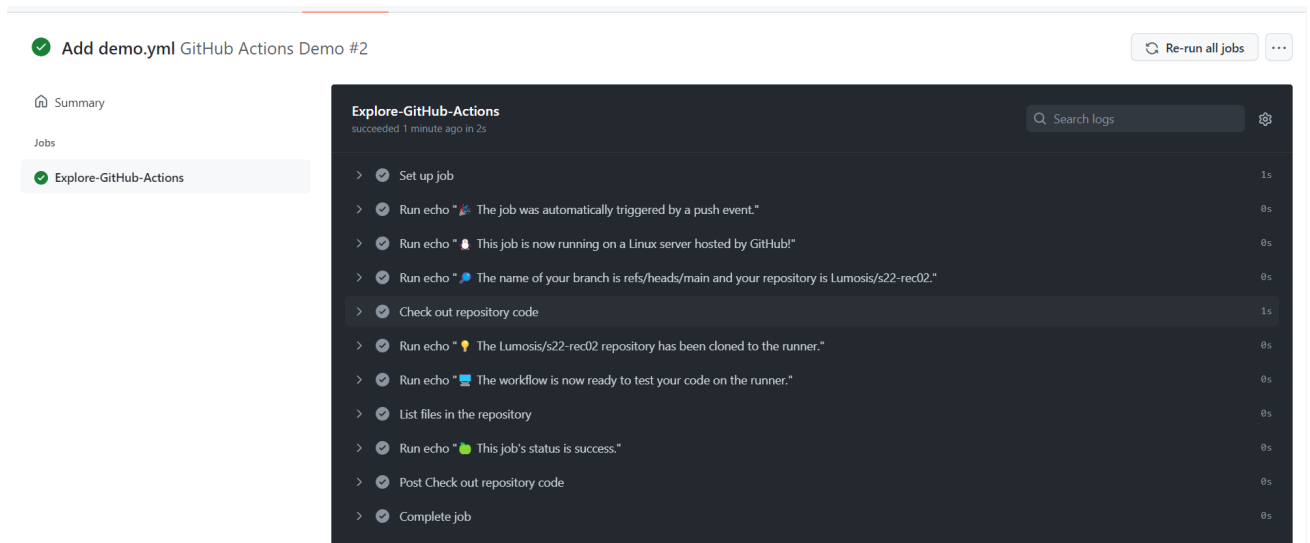 Add demo.yml GitHub Actions Demo #2
Re-run all jobs
Summary
Jobs
Explore-GitHub-Actions
Explore-GitHub-Actions
succeeded 1 minute ago in 2s
Search logs
Set up job 1s
Run echo "🎉 The job was automatically triggered by a push event." 0s
Run echo "🐧 This job is now running on a Linux server hosted by GitHub!" 0s
Run echo "🔎 The name of your branch is refs/heads/main and your repository is Lumosis/s22-rec02." 0s
Check out repository code 1s
Run echo "💡 The Lumosis/s22-rec02 repository has been cloned to the runner." 0s
Run echo "🖥️ The workflow is now ready to test your code on the runner." 0s
List files in the repository 0s
Run echo "🍏 This job's status is success." 0s
Post Check out repository code 0s
Complete job 0s